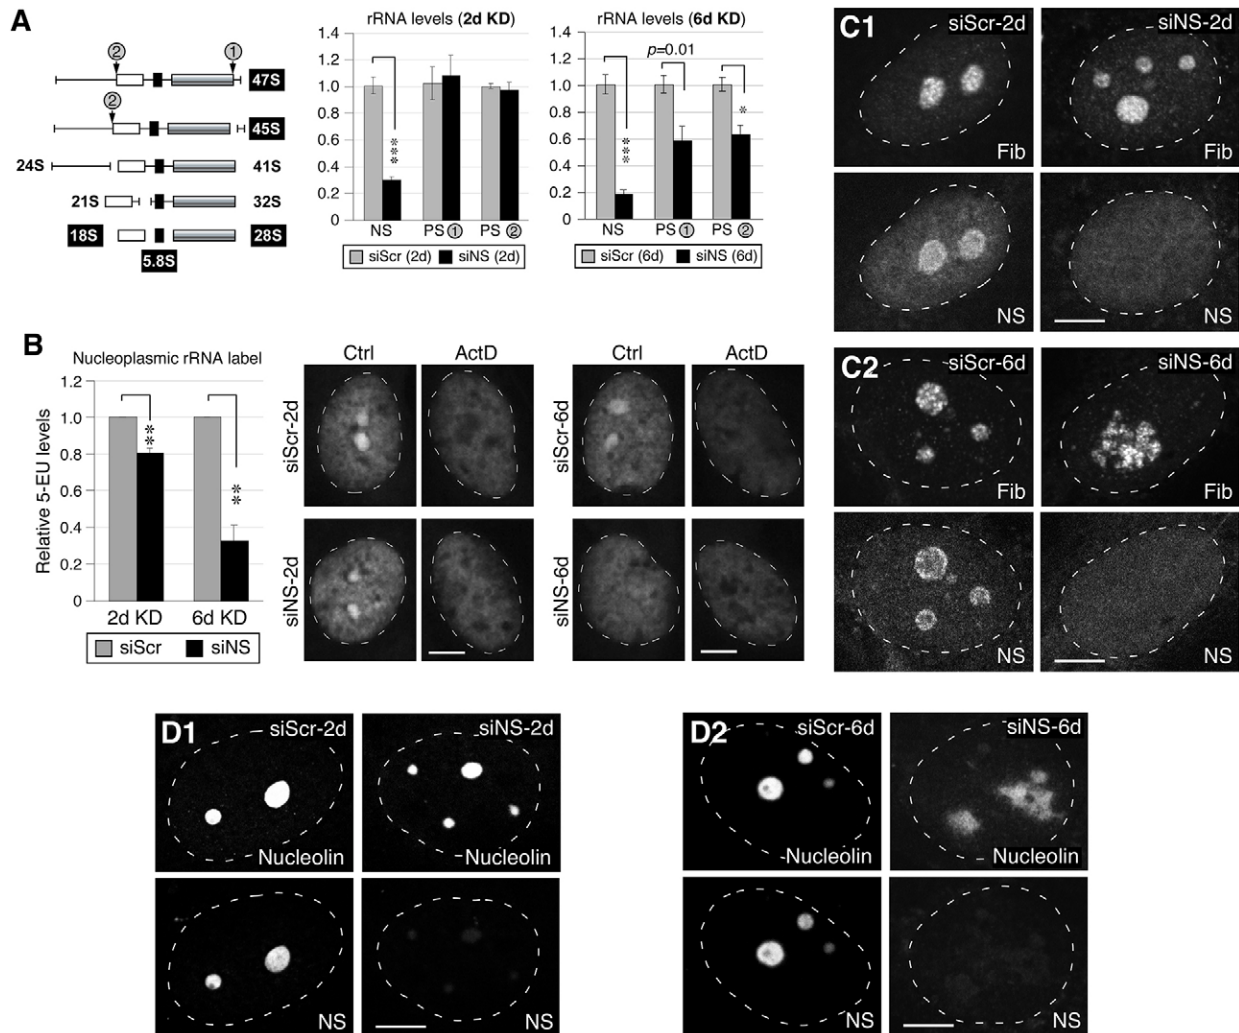 A
2
1
47S
2
45S
24S
41S
21S
32S
18S
28S
5.8S
rRNA levels (2d KD)
1.4
1.2
1.0
0.8
0.6
0.4
0.2
0
***
NS
PS 1
PS 2
siScr (2d)
siNS (2d)
rRNA levels (6d KD)
1.4
1.2
1.0
0.8
0.6
0.4
0.2
0
p=0.01
***
*
NS
PS 1
PS 2
siScr (6d)
siNS (6d)
B
Nucleoplasmic rRNA label
Relative 5-EU levels
1.2
1.0
0.8
0.6
0.4
0.2
0
**
**
2d KD
6d KD
siScr
siNS
Ctrl
ActD
siScr-2d
siNS-2d
Ctrl
ActD
siScr-6d
siNS-6d
C1
siScr-2d
siNS-2d
Fib
Fib
NS
NS
C2
siScr-6d
siNS-6d
Fib
Fib
NS
NS
D1
siScr-2d
siNS-2d
Nucleolin
Nucleolin
NS
NS
D2
siScr-6d
siNS-6d
Nucleolin
Nucleolin
NS
NS